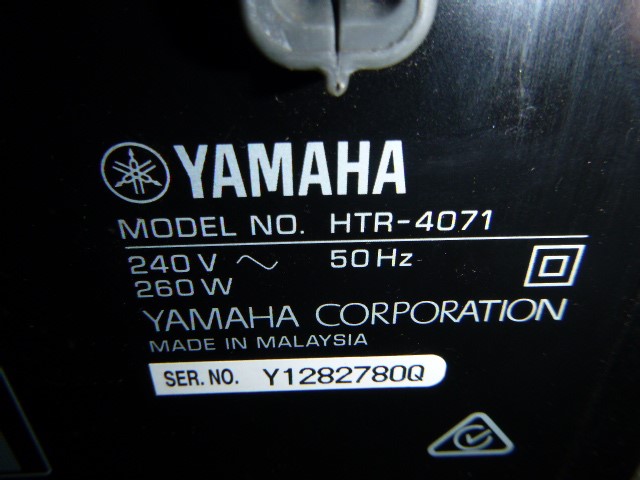 YAMAHA
MODEL NO. HTR-4071
240 V ~ 50 Hz
260 W
YAMAHA CORPORATION
MADE IN MALAYSIA
SER. NO. Y1282780Q